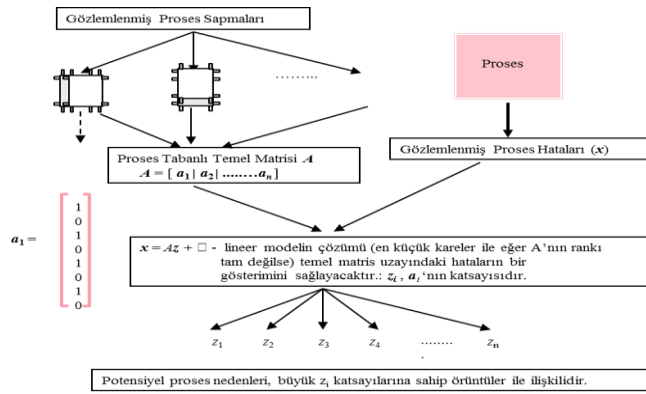 Gözlemlenmiş Proses Sapmaları
Proses
.........
Proses Tabanlı Temel Matrisi A
A = [ a1| a2| ........an]
Gözlemlenmiş Proses Hataları (x)
a1 =
1
0
1
0
1
0
1
0
x = Az + □ - lineer modelin çözümü (en küçük kareler ile eğer A’nın rankı
tam değilse) temel matris uzayındaki hataların bir
gösterimini sağlayacaktır.: zi , ai ‘nın katsayısıdır.
z1 z2 z3 z4 ........ zn
.
Potensiyel proses nedenleri, büyük zi katsayılarına sahip örüntüler ile ilişkilidir.